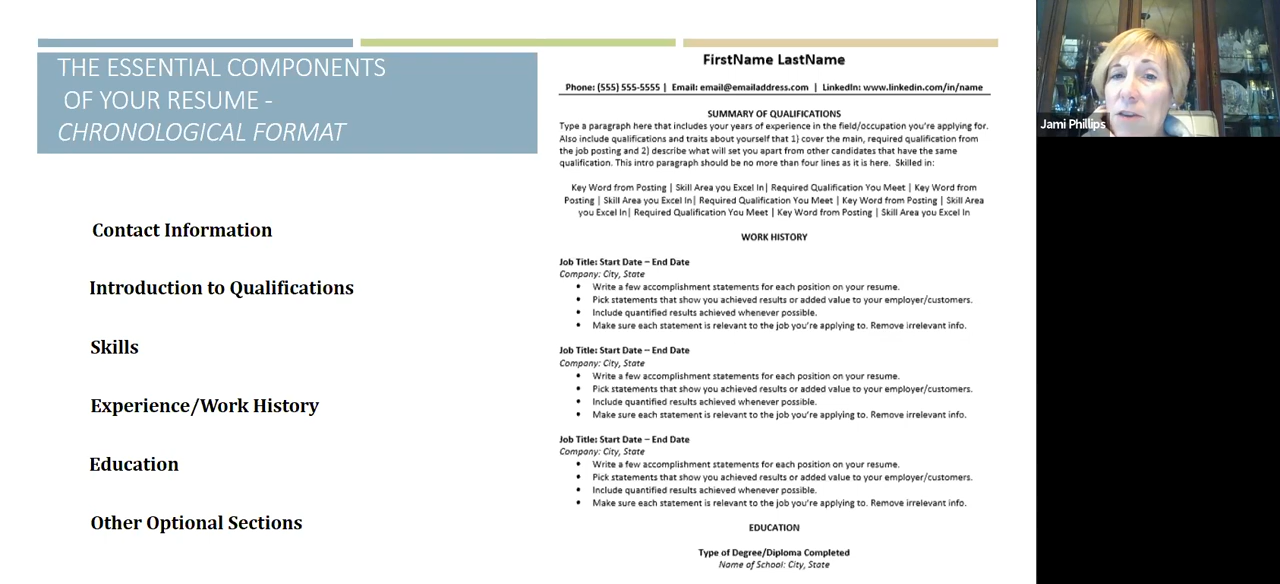 THE ESSENTIAL COMPONENTS
OF YOUR RESUME -
CHRONOLOGICAL FORMAT
Contact Information
Introduction to Qualifications
Skills
Experience/Work History
Education
Other Optional Sections
FirstName LastName
Phone: (555) 555-5555 | Email: email@emailaddress.com | LinkedIn: www.linkedin.com/in/name
SUMMARY OF QUALIFICATIONS
Type a paragraph here that includes your years of experience in the field/occupation you're applying for.
Also include qualifications and traits about yourself that 1) cover the main, required qualification from
the job posting and 2) describe what will set you apart from other candidates that have the same
qualification. This intro paragraph should be no more than four lines as it is here. Skilled in:
Key Word from Posting | Skill Area you Excel In| Required Qualification You Meet | Key Word from
Posting | Skill Area you Excel In| Required Qualification You Meet | Key Word from Posting | Skill Area
you Excel In| Required Qualification You Meet | Key Word from Posting | Skill Area you Excel In
WORK HISTORY
Job Title: Start Date – End Date
Company: City, State
• Write a few accomplishment statements for each position on your resume.
• Pick statements that show you achieved results or added value to your employer/customers.
• Include quantified results achieved whenever possible.
• Make sure each statement is relevant to the job you're applying to. Remove irrelevant info.
Job Title: Start Date – End Date
Company: City, State
• Write a few accomplishment statements for each position on your resume.
• Pick statements that show you achieved results or added value to your employer/customers.
• Include quantified results achieved whenever possible.
• Make sure each statement is relevant to the job you're applying to. Remove irrelevant info.
Job Title: Start Date – End Date
Company: City, State
• Write a few accomplishment statements for each position on your resume.
• Pick statements that show you achieved results or added value to your employer/customers.
• Include quantified results achieved whenever possible.
• Make sure each statement is relevant to the job you're applying to. Remove irrelevant info.
EDUCATION
Type of Degree/Diploma Completed
Name of School: City, State
Jami Phillips